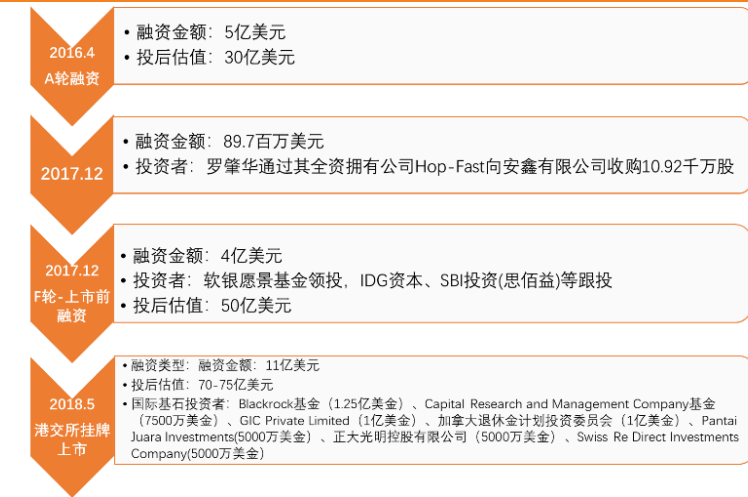 2016.4
A轮融资
• 融资金额：5亿美元
• 投后估值：30亿美元
2017.12
• 融资金额：89.7百万美元
• 投资者：罗肇华通过其全资拥有公司Hop-Fast向安鑫有限公司收购10.92千万股
2017.12
F轮-上市前
融资
• 融资金额：4亿美元
• 投资者：软银愿景基金领投，IDG资本、SBI投资(思佰益)等跟投
• 投后估值：50亿美元
2018.5
港交所挂牌
上市
• 融资类型：融资金额：11亿美元
• 投后估值：70-75亿美元
• 国际基石投资者：Blackrock基金（1.25亿美金）、Capital Research and Management Company基金
（7500万美金）、GIC Private Limited（1亿美金）、加拿大退休金计划投资委员会（1亿美金）、Pantai
Juara Investments(5000万美金）、正大光明控股有限公司（5000万美金）、Swiss Re Direct Investments
Company(5000万美金）